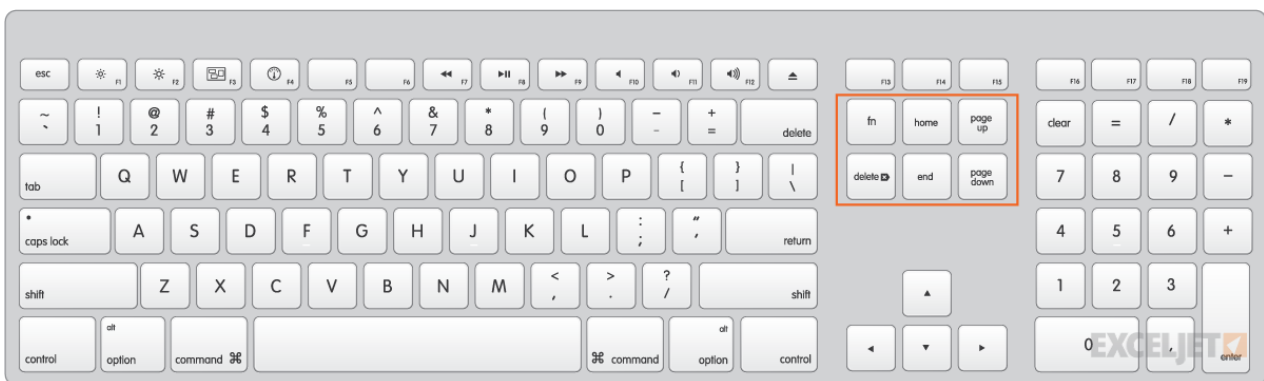 esc F1 F2 F3 F4 F5 F6 F7 F8 F9 F10 F11 F12 F13 F14 F15 F16 F17 F18 F19
~ ` ! 1 @ 2 # 3 $ 4 % 5 ^ 6 & 7 * 8 ( 9 ) 0 – - + = delete fn home page up clear = / *
tab Q W E R T Y U I O P { [ } ] | \ delete end page down 7 8 9 –
caps lock A S D F G H J K L : ; " ' return 4 5 6 +
shift Z X C V B N M < , > . ? / shift 1 2 3
control alt option command ⌘ ⌘ command alt option control 0 , enter
EXCELJET